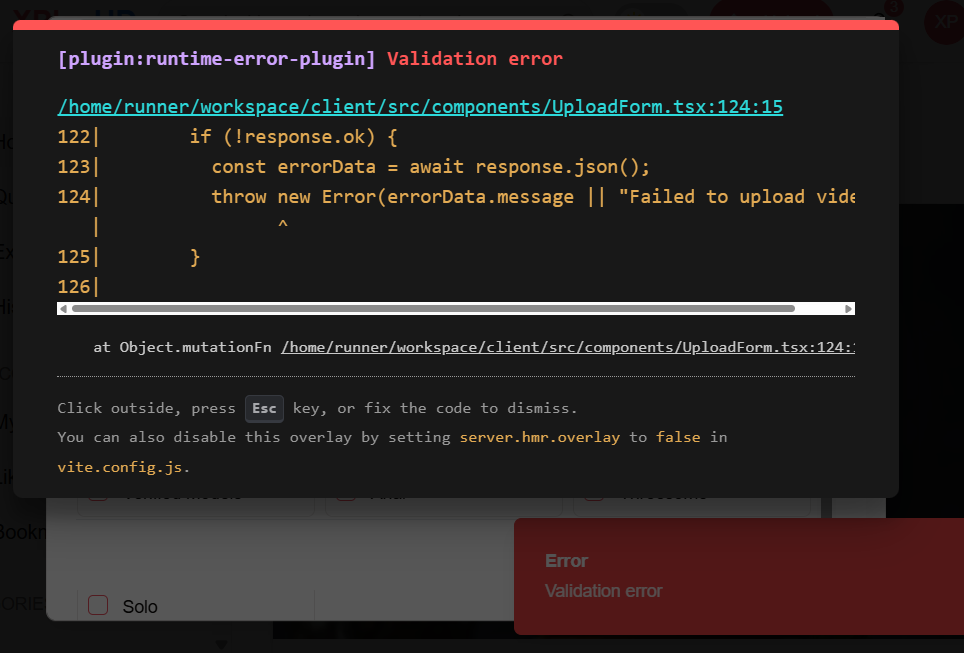 3
XP
[plugin:runtime-error-plugin] Validation error
/home/runner/workspace/client/src/components/UploadForm.tsx:124:15
122| if (!response.ok) {
123| const errorData = await response.json();
124| throw new Error(errorData.message || "Failed to upload vide
| ^
125| }
126|
at Object.mutationFn /home/runner/workspace/client/src/components/UploadForm.tsx:124:
Click outside, press Esc key, or fix the code to dismiss.
You can also disable this overlay by setting server.hmr.overlay to false in
vite.config.js.
Error
Validation error
Solo